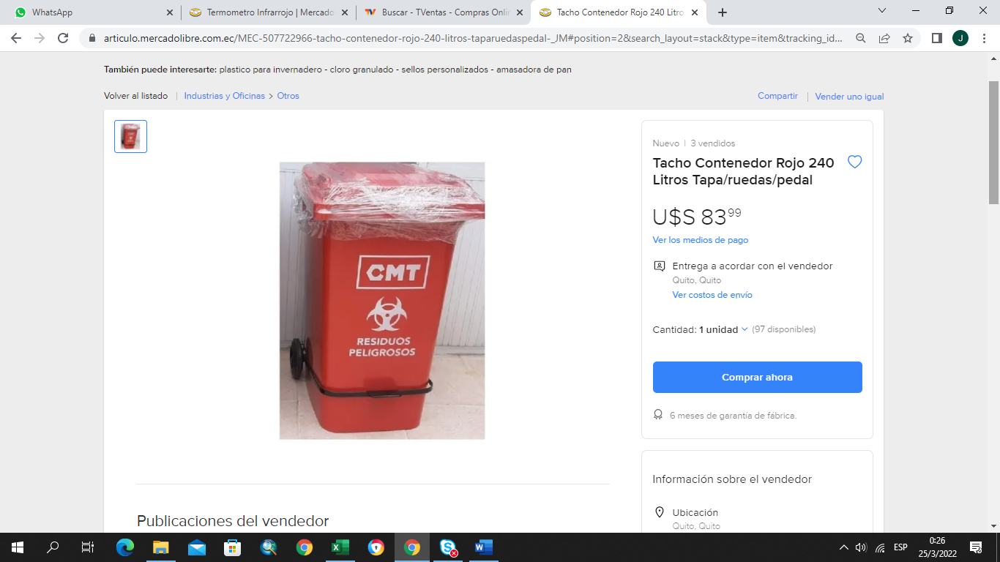 WhatsApp
Termometro Infrarrojo | Mercado
Buscar - TVentas - Compras Onli
Tacho Contenedor Rojo 240 Litro
articulo.mercadolibre.com.ec/MEC-507722966-tacho-contenedor-rojo-240-litros-taparuedaspedal-_JM#position=2&search_layout=stack&type=item&tracking_id...
J
También puede interesarte: plastico para invernadero - cloro granulado - sellos personalizados - amasadora de pan
Volver al listado | Industrias y Oficinas > Otros
Compartir | Vender uno igual
Nuevo | 3 vendidos
Tacho Contenedor Rojo 240
Litros Tapa/ruedas/pedal
U$S 83 99
Ver los medios de pago
Entrega a acordar con el vendedor
Quito, Quito
Ver costos de envío
Cantidad: 1 unidad (97 disponibles)
Comprar ahora
6 meses de garantía de fábrica.
CMT
RESIDUOS
PELIGROSOS
Información sobre el vendedor
Ubicación
Quito, Quito
Publicaciones del vendedor
ESP
0:26
25/3/2022